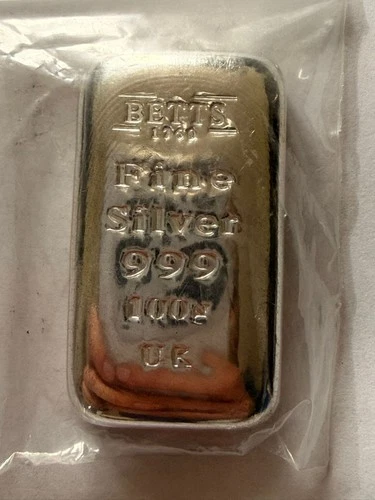 BETTS
Fine
Silver
999
100g
UK